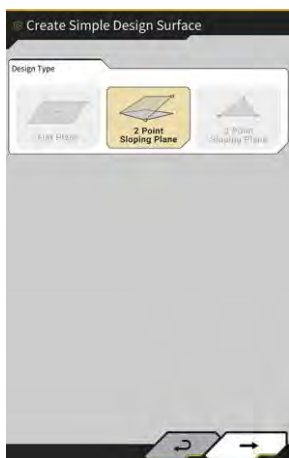 Create Simple Design Surface
Design Type
Flat Plane
2 Point
Sloping Plane
3 Point
Sloping Plane